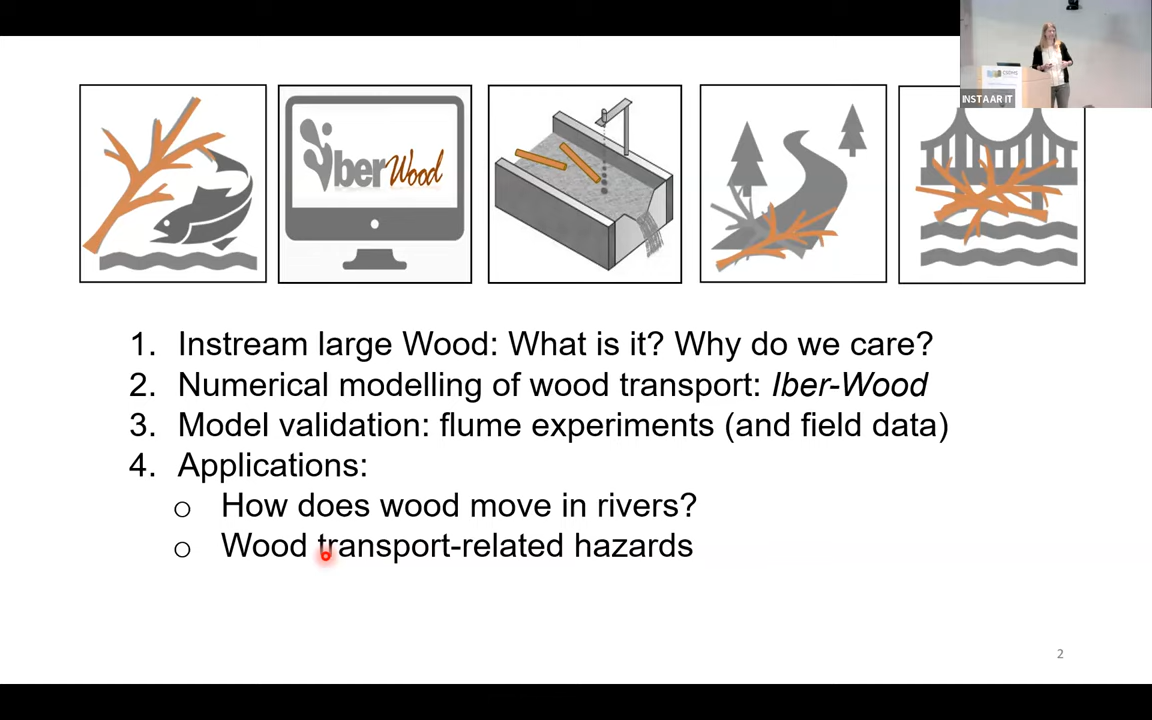 INSTAAR IT
iberWood
1. Instream large Wood: What is it? Why do we care?
2. Numerical modelling of wood transport: Iber-Wood
3. Model validation: flume experiments (and field data)
4. Applications:
o How does wood move in rivers?
o Wood transport-related hazards
2